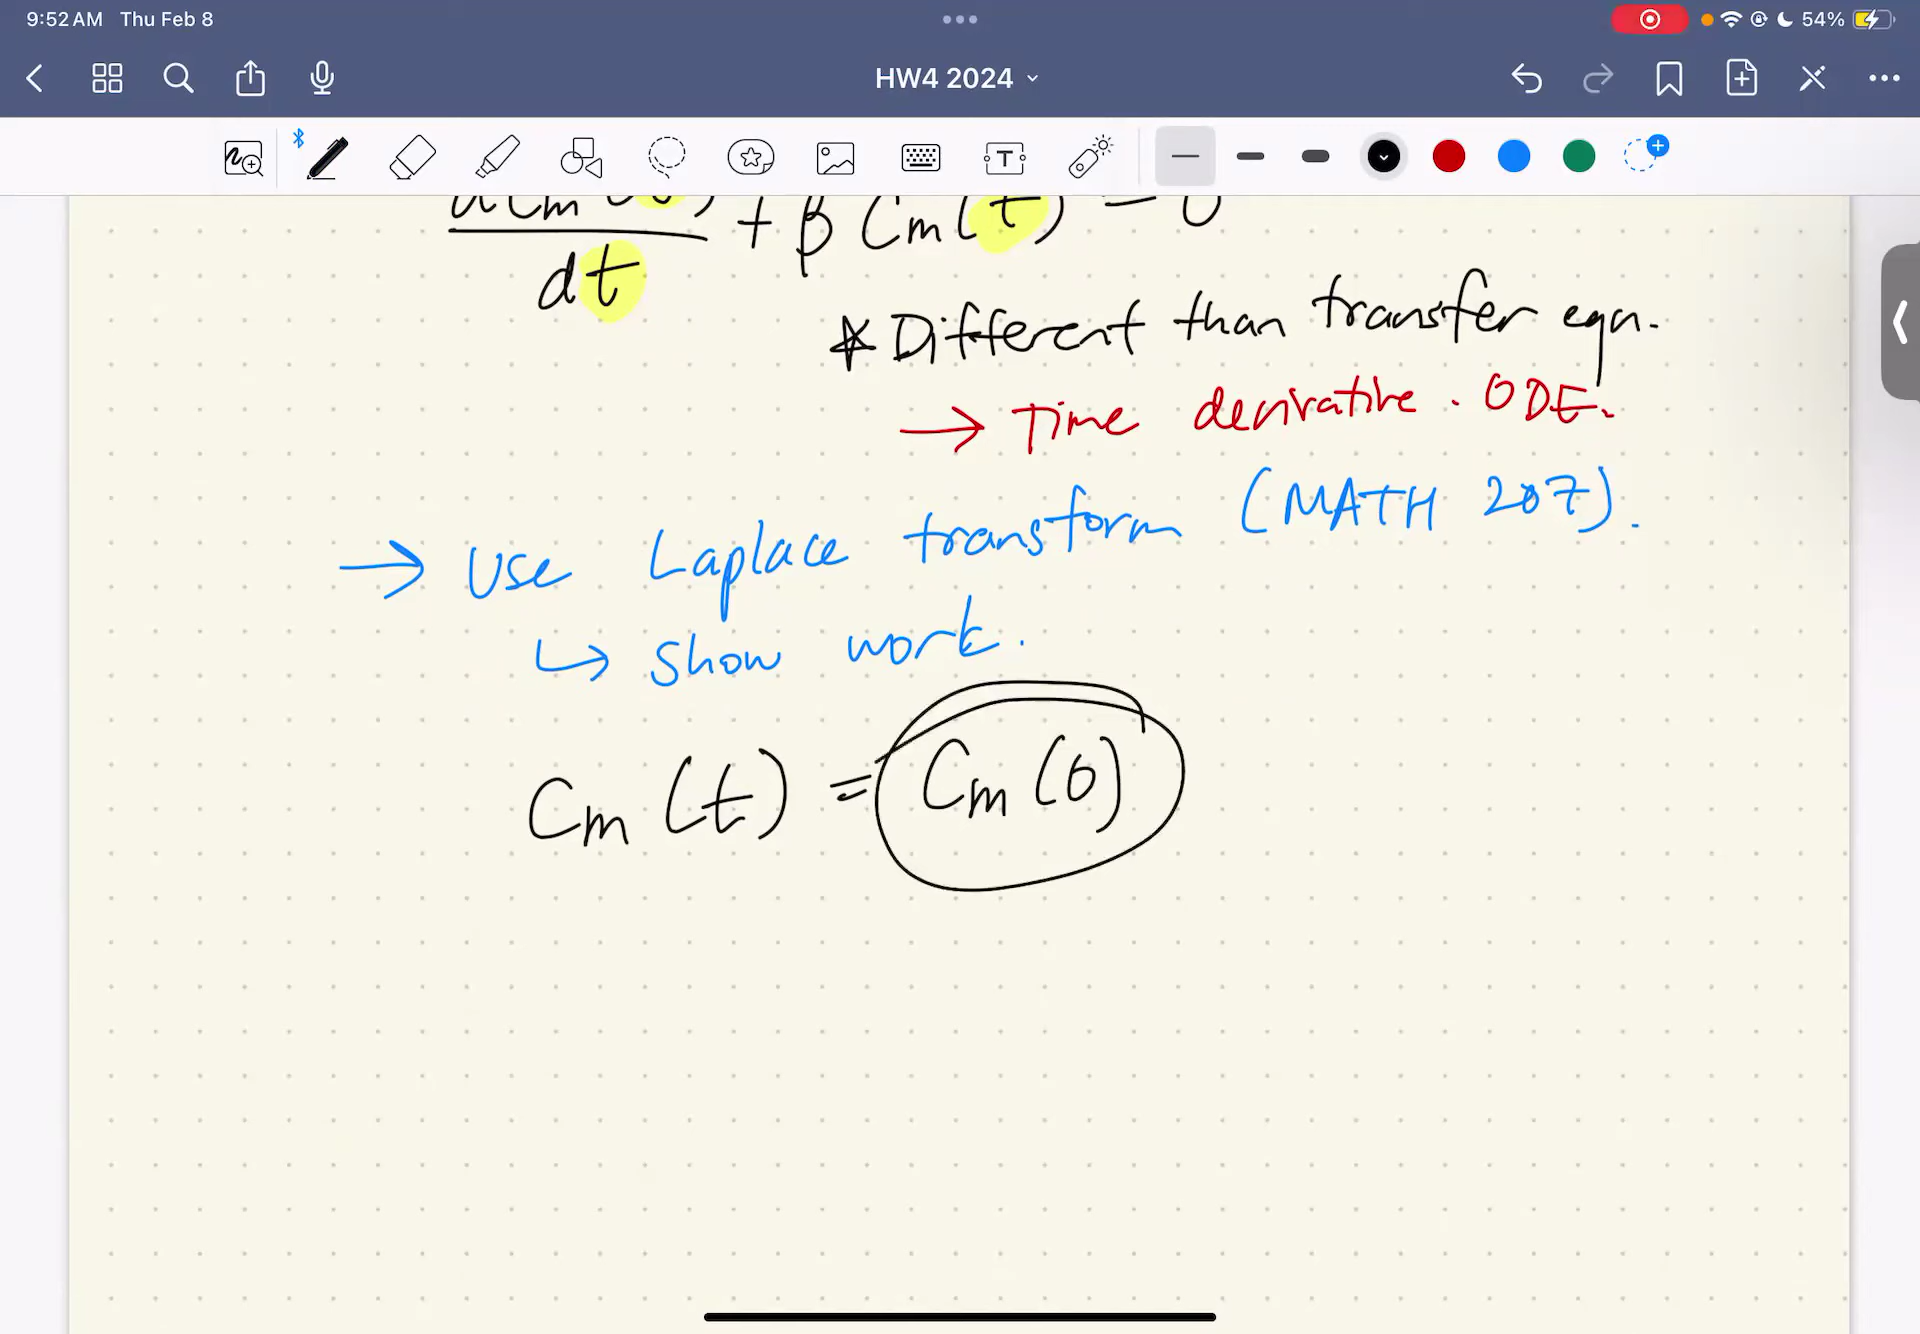 9:52 AM Thu Feb 8
54%
HW4 2024
T
+ β Cm(t) = 0
dt
* Different than transfer eqn.
→ Time derivative. ODE.
→ Use Laplace transform (MATH 207).
↳ show work.
Cm(t) = Cm(0)